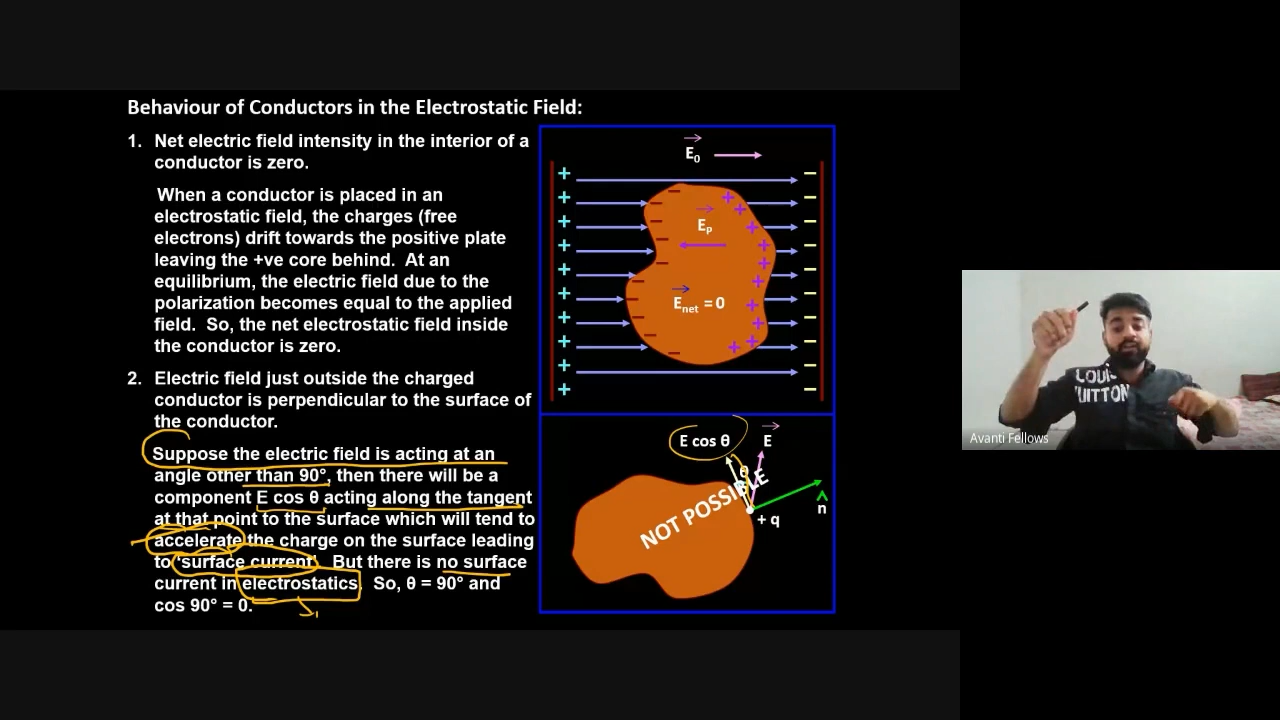 Behaviour of Conductors in the Electrostatic Field:
1. Net electric field intensity in the interior of a
conductor is zero.
When a conductor is placed in an
electrostatic field, the charges (free
electrons) drift towards the positive plate
leaving the +ve core behind. At an
equilibrium, the electric field due to the
polarization becomes equal to the applied
field. So, the net electrostatic field inside
the conductor is zero.
2. Electric field just outside the charged
conductor is perpendicular to the surface of
the conductor.
Suppose the electric field is acting at an
angle other than 90°, then there will be a
component E cos θ acting along the tangent
at that point to the surface which will tend to
accelerate the charge on the surface leading
to ‘surface current’. But there is no surface
current in electrostatics. So, θ = 90° and
cos 90° = 0.
E₀
Eₚ
Eₙₑₜ = 0
E cos θ
E
θ
NOT POSSIBLE
+ q
n
LOUIS
VUITTON
Avanti Fellows